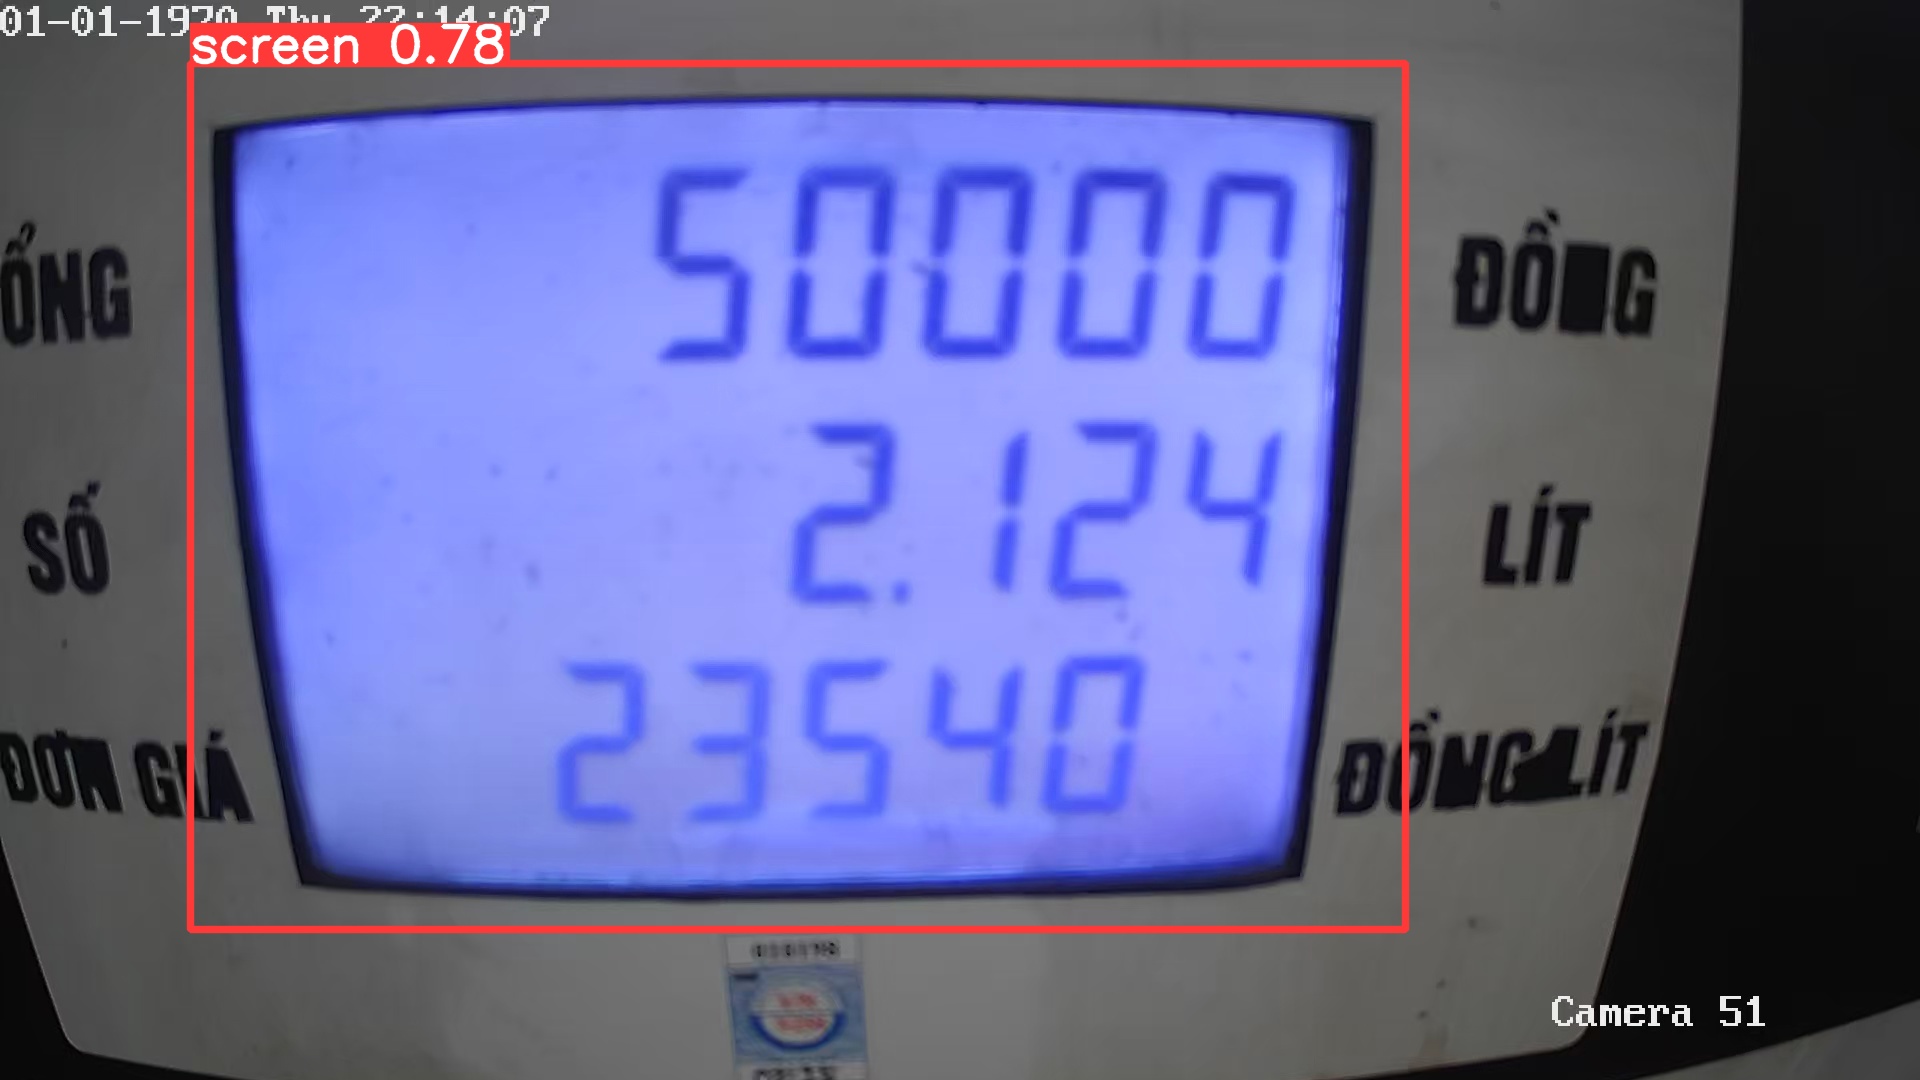 01-01-1970 Thu 22:14:07
screen 0.78
50000
ỔNG ĐỒNG
2.124
SỐ LÍT
23540
ĐƠN GIÁ ĐỒNG/LÍT
Camera 51